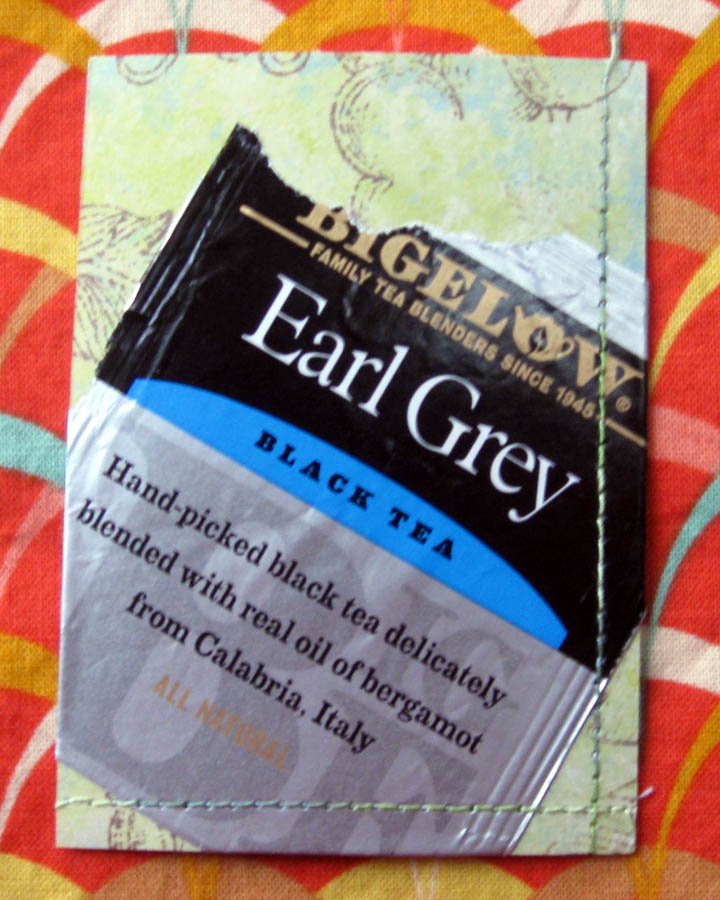 BIGELOW®
FAMILY TEA BLENDERS SINCE 1945
Earl Grey
BLACK TEA
Hand-picked black tea delicately
blended with real oil of bergamot
from Calabria, Italy
ALL NATURAL